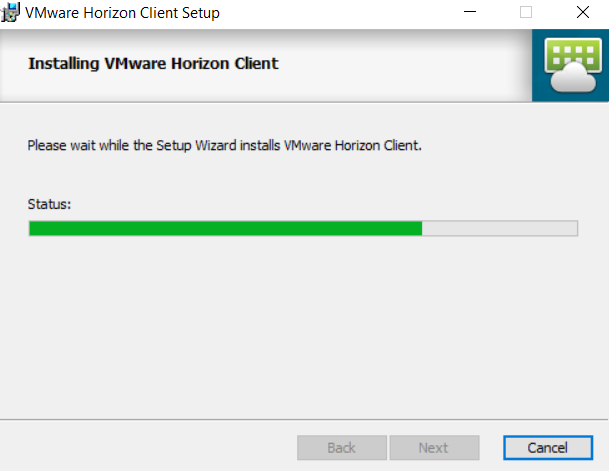 VMware Horizon Client Setup
Installing VMware Horizon Client
Please wait while the Setup Wizard installs VMware Horizon Client.
Status:
Back
Next
Cancel